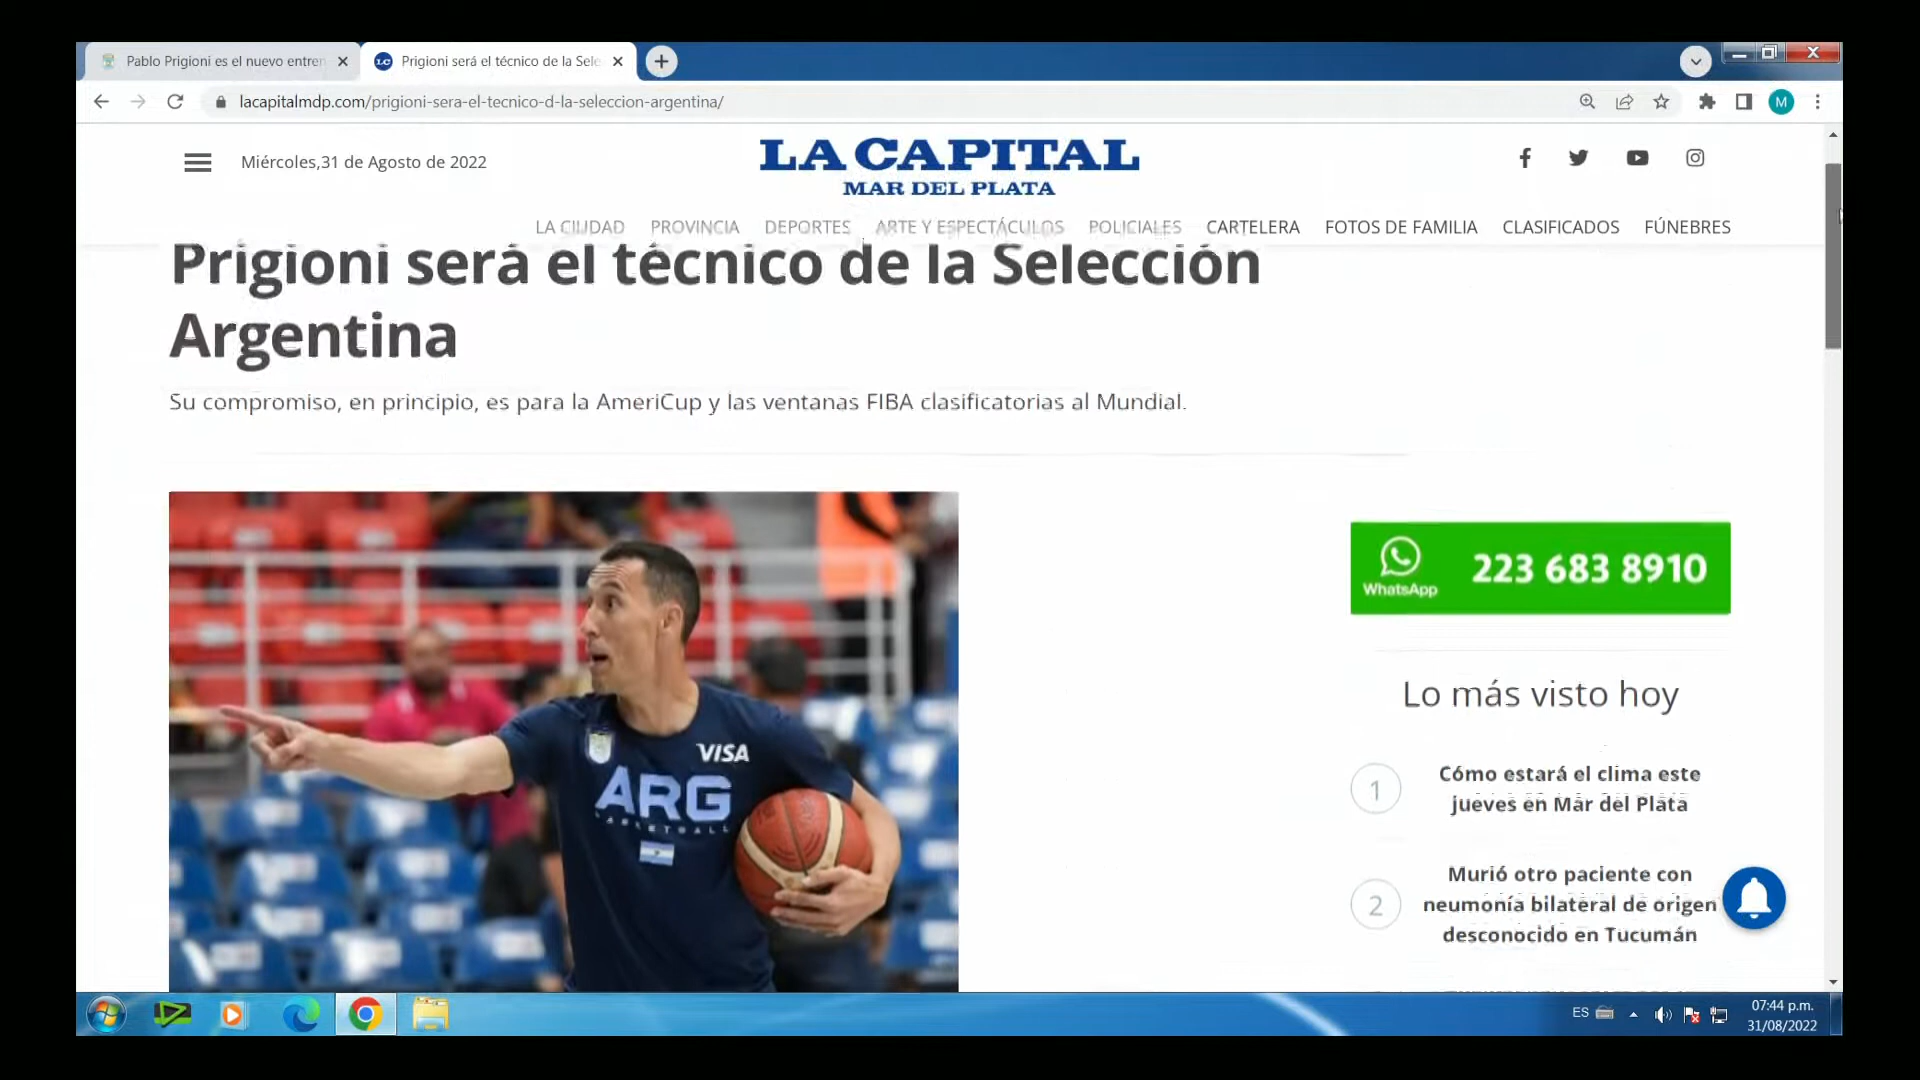 Pablo Prigioni es el nuevo entren
Prigioni será el técnico de la Sele
lacapitalmdp.com/prigioni-sera-el-tecnico-d-la-seleccion-argentina/
M
Miércoles,31 de Agosto de 2022
LA CAPITAL
MAR DEL PLATA
LA CIUDAD PROVINCIA DEPORTES ARTE Y ESPECTÁCULOS POLICIALES CARTELERA FOTOS DE FAMILIA CLASIFICADOS FÚNEBRES
Prigioni será el técnico de la Selección
Argentina
Su compromiso, en principio, es para la AmeriCup y las ventanas FIBA clasificatorias al Mundial.
VISA
ARG
BASKETBALL
WhatsApp
223 683 8910
Lo más visto hoy
1
Cómo estará el clima este
jueves en Mar del Plata
2
Murió otro paciente con
neumonía bilateral de origen
desconocido en Tucumán
ES
07:44 p.m.
31/08/2022